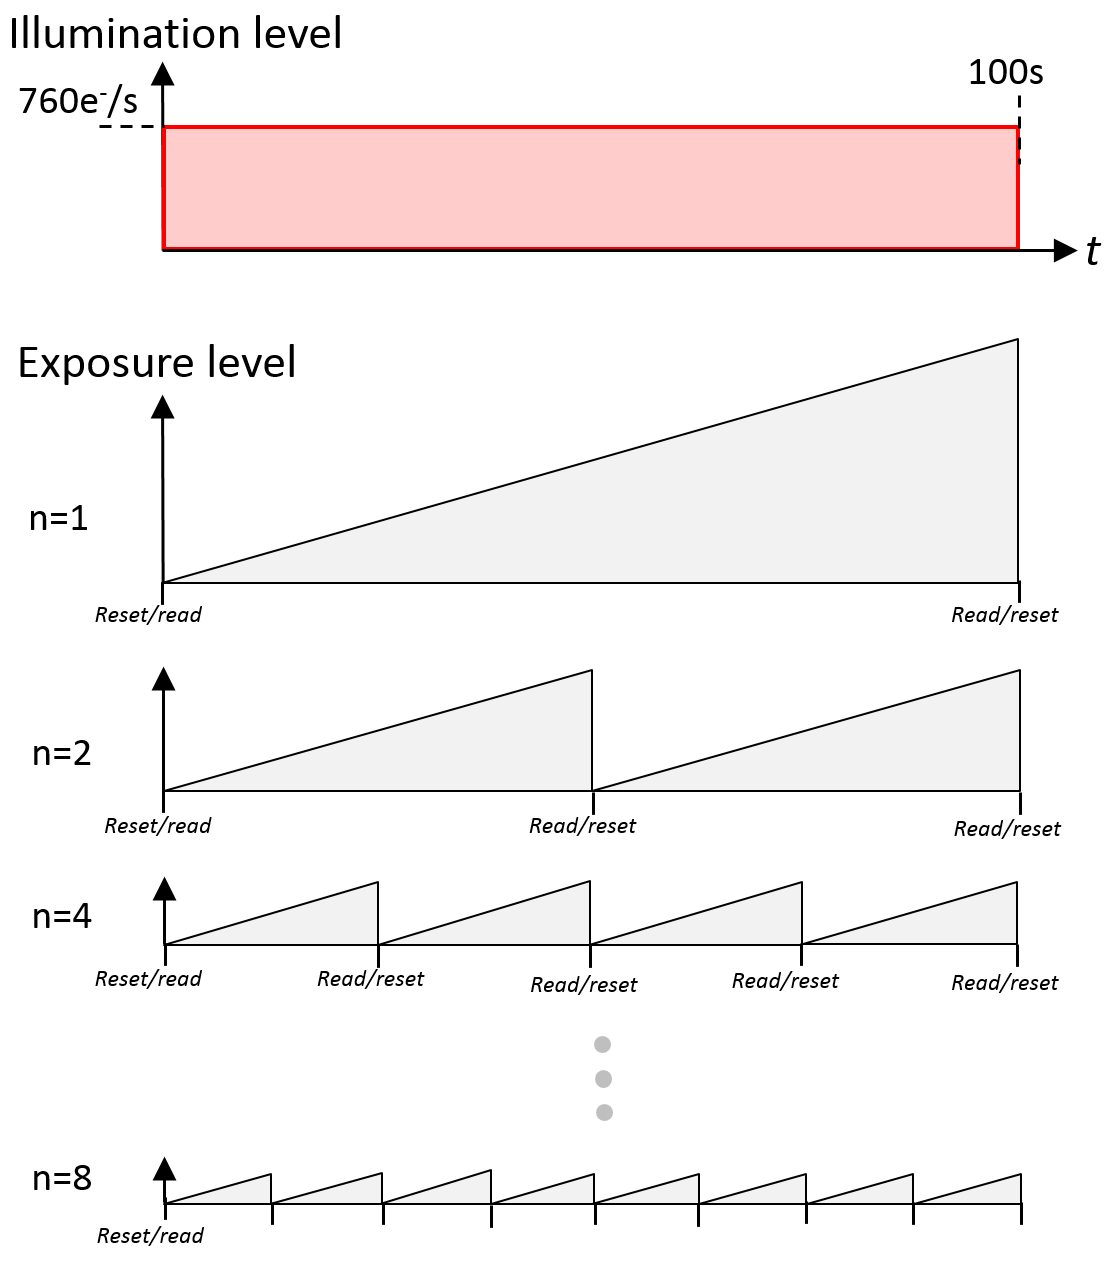 Illumination level
760e⁻/s
100s
t
Exposure level
n=1
Reset/read
Read/reset
n=2
Reset/read
Read/reset
Read/reset
n=4
Reset/read
Read/reset
Read/reset
Read/reset
Read/reset
n=8
Reset/read